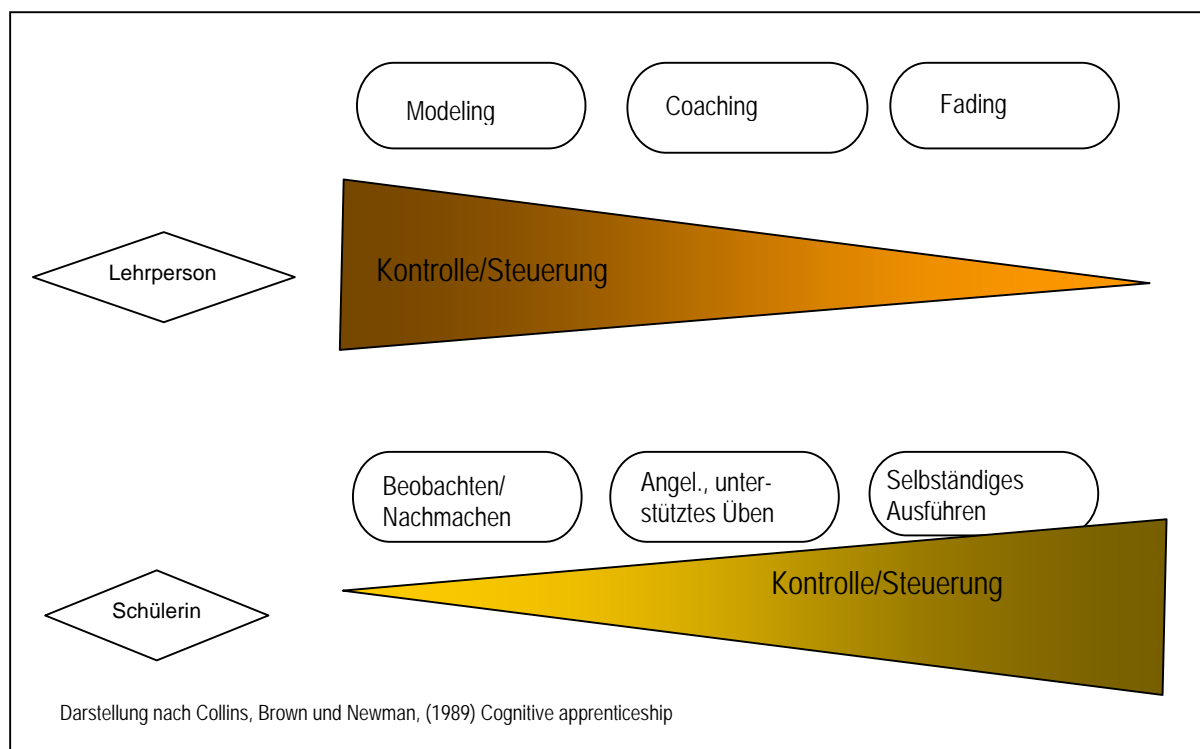 Modeling
Coaching
Fading
Lehrperson
Kontrolle/Steuerung
Beobachten/
Nachmachen
Angel., unter-
stütztes Üben
Selbständiges
Ausführen
Schülerin
Kontrolle/Steuerung
Darstellung nach Collins, Brown und Newman, (1989) Cognitive apprenticeship